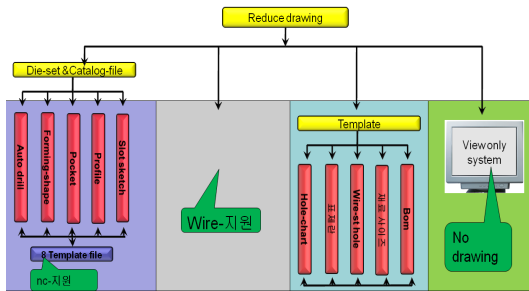 Reduce drawing
Die-set &Catalog-file
Auto drill
Forming-shape
Pocket
Profile
Slot sketch
8 Template file
nc-지원
Wire-지원
Template
Hole-chart
표제란
Wire-st hole
재료사이즈
Bom
View only
system
No
drawing